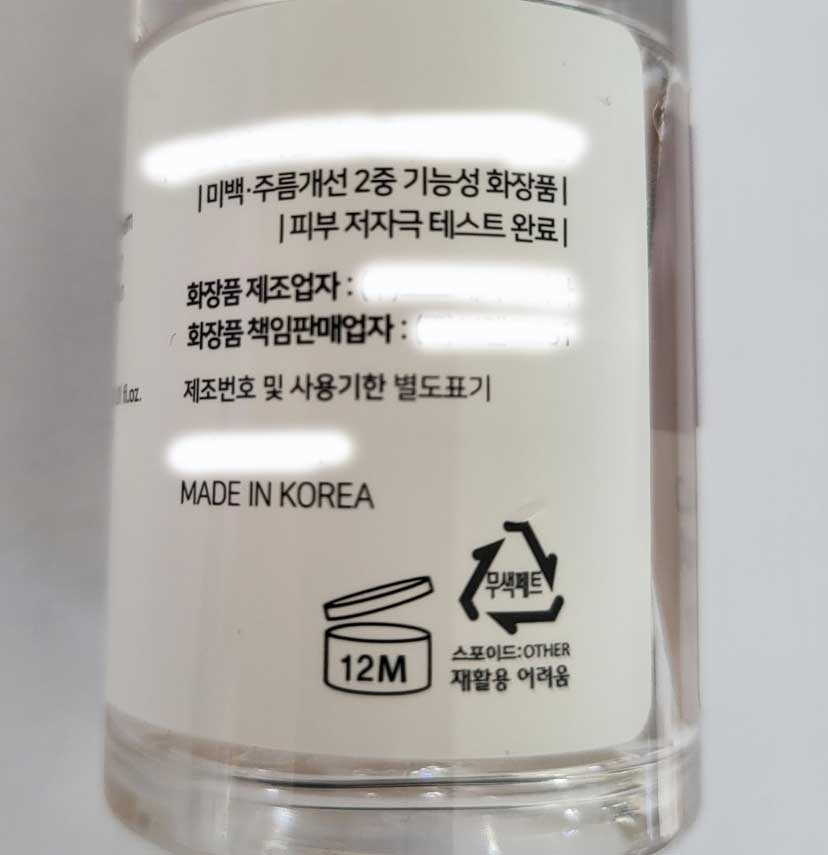 |미백·주름개선 2중 기능성 화장품|
|피부 저자극 테스트 완료|
화장품 제조업자 :
화장품 책임판매업자 :
제조번호 및 사용기한 별도표기
fl.oz.
MADE IN KOREA
무색페트
12M
스포이드:OTHER
재활용 어려움